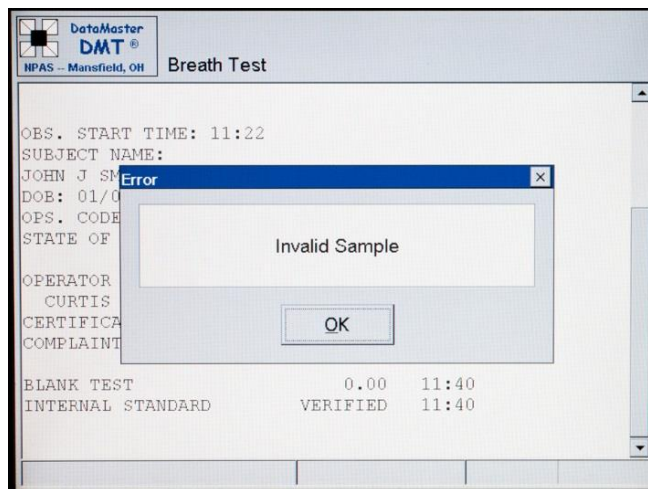 DataMaster
DMT ®
NPAS -- Mansfield, OH
Breath Test
OBS. START TIME: 11:22
SUBJECT NAME:
JOHN J SM
Error
DOB: 01/0
OPS. CODE
STATE OF
Invalid Sample
OPERATOR
CURTIS
OK
CERTIFICA
COMPLAINT
BLANK TEST 0.00 11:40
INTERNAL STANDARD VERIFIED 11:40